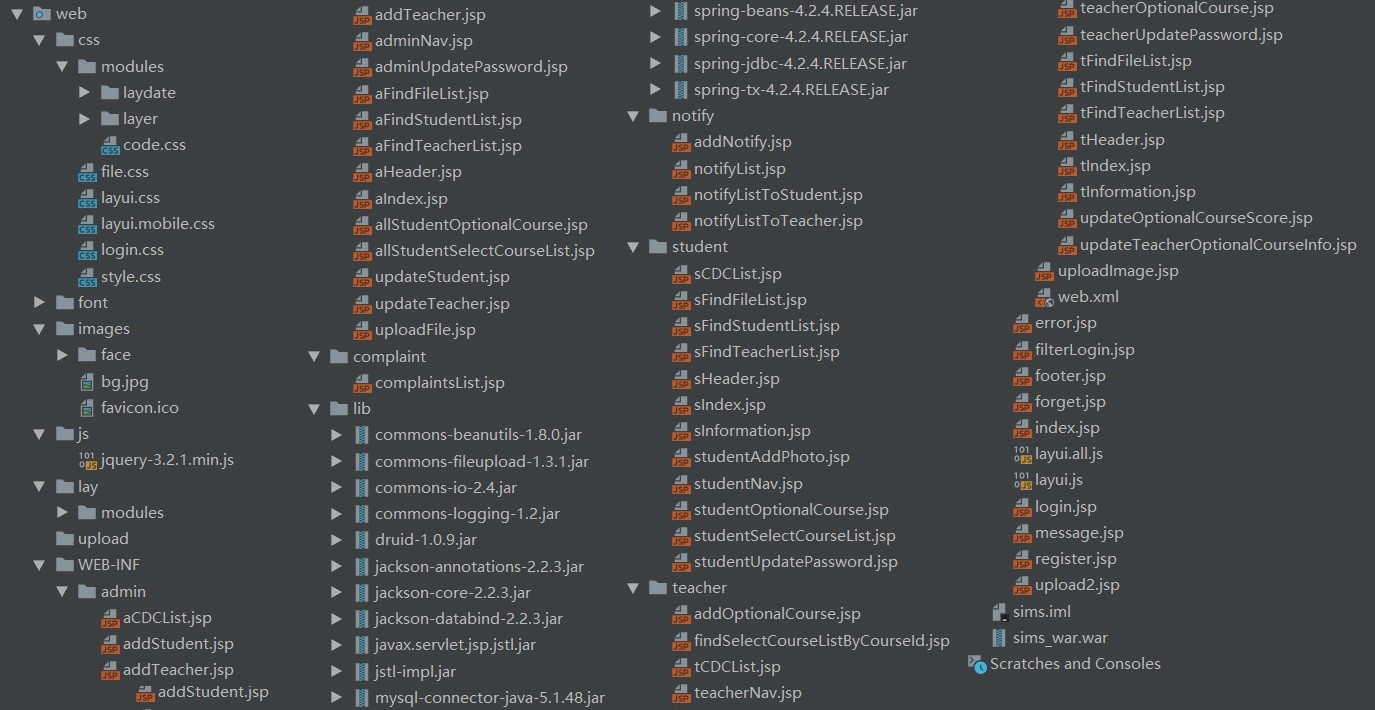 web
css
modules
laydate
layer
code.css
file.css
layui.css
layui.mobile.css
login.css
style.css
font
images
face
bg.jpg
favicon.ico
js
jquery-3.2.1.min.js
lay
modules
upload
WEB-INF
admin
aCDCList.jsp
addStudent.jsp
addTeacher.jsp
addStudent.jsp
addTeacher.jsp
adminNav.jsp
adminUpdatePassword.jsp
aFindFileList.jsp
aFindStudentList.jsp
aFindTeacherList.jsp
aHeader.jsp
aIndex.jsp
allStudentOptionalCourse.jsp
allStudentSelectCourseList.jsp
updateStudent.jsp
updateTeacher.jsp
uploadFile.jsp
complaint
complaintsList.jsp
lib
commons-beanutils-1.8.0.jar
commons-fileupload-1.3.1.jar
commons-io-2.4.jar
commons-logging-1.2.jar
druid-1.0.9.jar
jackson-annotations-2.2.3.jar
jackson-core-2.2.3.jar
jackson-databind-2.2.3.jar
javax.servlet.jsp.jstl.jar
jstl-impl.jar
mysql-connector-java-5.1.48.jar
spring-beans-4.2.4.RELEASE.jar
spring-core-4.2.4.RELEASE.jar
spring-jdbc-4.2.4.RELEASE.jar
spring-tx-4.2.4.RELEASE.jar
notify
addNotify.jsp
notifyList.jsp
notifyListToStudent.jsp
notifyListToTeacher.jsp
student
sCDCList.jsp
sFindFileList.jsp
sFindStudentList.jsp
sFindTeacherList.jsp
sHeader.jsp
sIndex.jsp
sInformation.jsp
studentAddPhoto.jsp
studentNav.jsp
studentOptionalCourse.jsp
studentSelectCourseList.jsp
studentUpdatePassword.jsp
teacher
addOptionalCourse.jsp
findSelectCourseListByCourseId.jsp
tCDCList.jsp
teacherNav.jsp
teacherOptionalCourse.jsp
teacherUpdatePassword.jsp
tFindFileList.jsp
tFindStudentList.jsp
tFindTeacherList.jsp
tHeader.jsp
tIndex.jsp
tInformation.jsp
updateOptionalCourseScore.jsp
updateTeacherOptionalCourseInfo.jsp
uploadImage.jsp
web.xml
error.jsp
filterLogin.jsp
footer.jsp
forget.jsp
index.jsp
layui.all.js
layui.js
login.jsp
message.jsp
register.jsp
upload2.jsp
sims.iml
sims_war.war
Scratches and Consoles